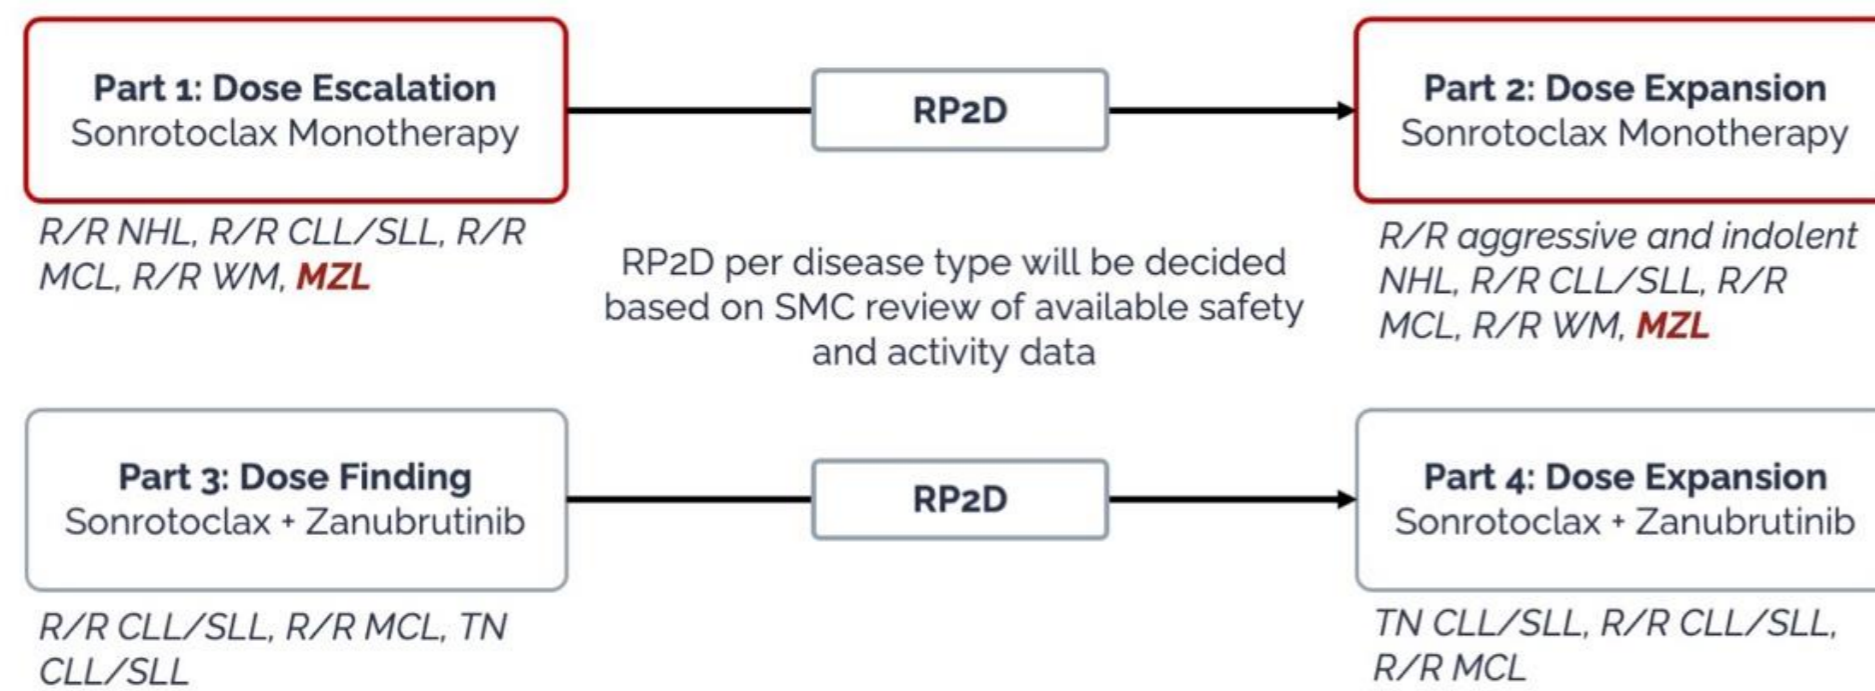 Part 1: Dose Escalation
Sonrotoclax Monotherapy
R/R NHL, R/R CLL/SLL, R/R
MCL, R/R WM, MZL
RP2D
RP2D per disease type will be decided
based on SMC review of available safety
and activity data
Part 2: Dose Expansion
Sonrotoclax Monotherapy
R/R aggressive and indolent
NHL, R/R CLL/SLL, R/R
MCL, R/R WM, MZL
Part 3: Dose Finding
Sonrotoclax + Zanubrutinib
R/R CLL/SLL, R/R MCL, TN
CLL/SLL
RP2D
Part 4: Dose Expansion
Sonrotoclax + Zanubrutinib
TN CLL/SLL, R/R CLL/SLL,
R/R MCL